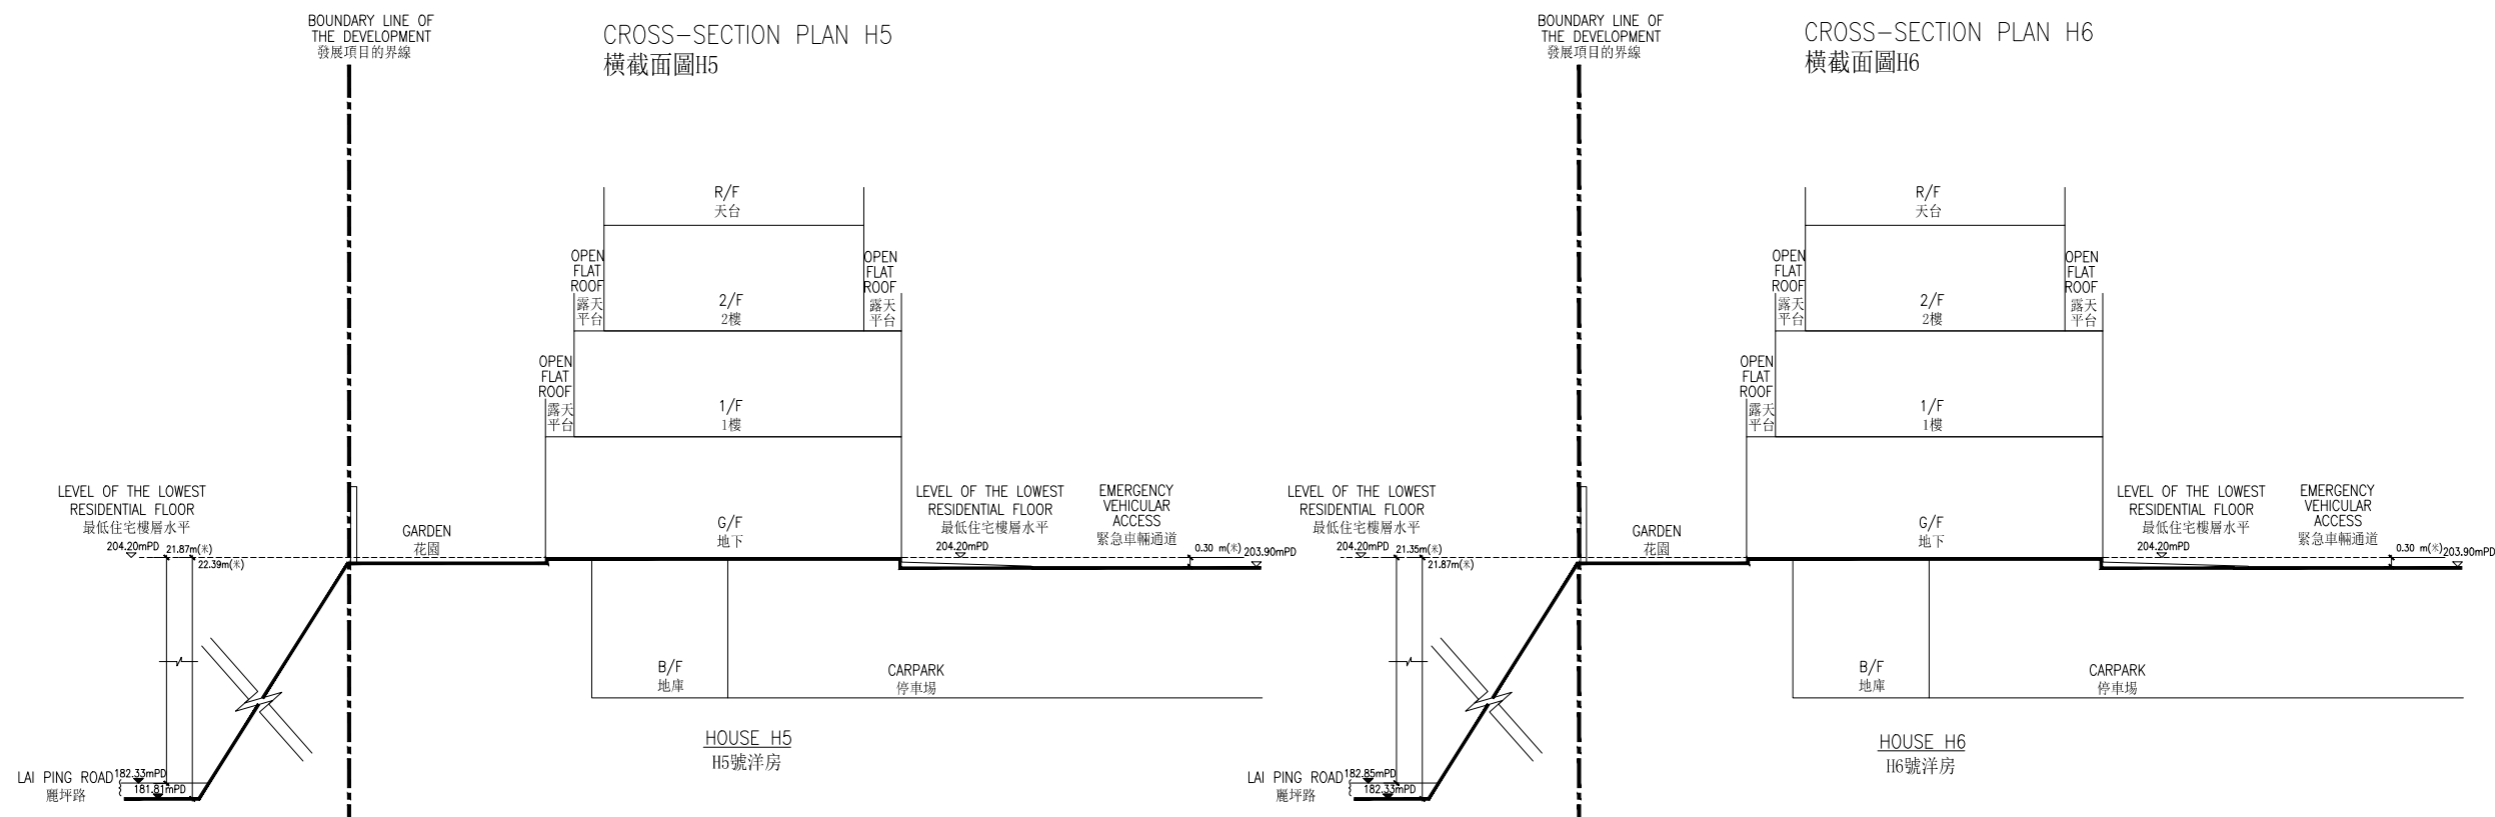 BOUNDARY LINE OF
THE DEVELOPMENT
發展項目的界線
CROSS-SECTION PLAN H5
橫截面圖H5
R/F
天台
OPEN
FLAT
ROOF
露天
平台
OPEN
FLAT
ROOF
露天
平台
2/F
2樓
OPEN
FLAT
ROOF
露天
平台
1/F
1樓
LEVEL OF THE LOWEST
RESIDENTIAL FLOOR
最低住宅樓層水平
204.20mPD
21.87m(米)
22.39m(米)
GARDEN
花園
G/F
地下
LEVEL OF THE LOWEST
RESIDENTIAL FLOOR
最低住宅樓層水平
204.20mPD
EMERGENCY
VEHICULAR
ACCESS
緊急車輛通道
0.30 m(米)
203.90mPD
B/F
地庫
CARPARK
停車場
HOUSE H5
H5號洋房
LAI PING ROAD
麗坪路
182.33mPD
181.81mPD
BOUNDARY LINE OF
THE DEVELOPMENT
發展項目的界線
CROSS-SECTION PLAN H6
橫截面圖H6
R/F
天台
OPEN
FLAT
ROOF
露天
平台
OPEN
FLAT
ROOF
露天
平台
2/F
2樓
OPEN
FLAT
ROOF
露天
平台
1/F
1樓
LEVEL OF THE LOWEST
RESIDENTIAL FLOOR
最低住宅樓層水平
204.20mPD
21.35m(米)
21.87m(米)
GARDEN
花園
G/F
地下
LEVEL OF THE LOWEST
RESIDENTIAL FLOOR
最低住宅樓層水平
204.20mPD
EMERGENCY
VEHICULAR
ACCESS
緊急車輛通道
0.30 m(米)
203.90mPD
B/F
地庫
CARPARK
停車場
HOUSE H6
H6號洋房
LAI PING ROAD
麗坪路
182.85mPD
182.33mPD